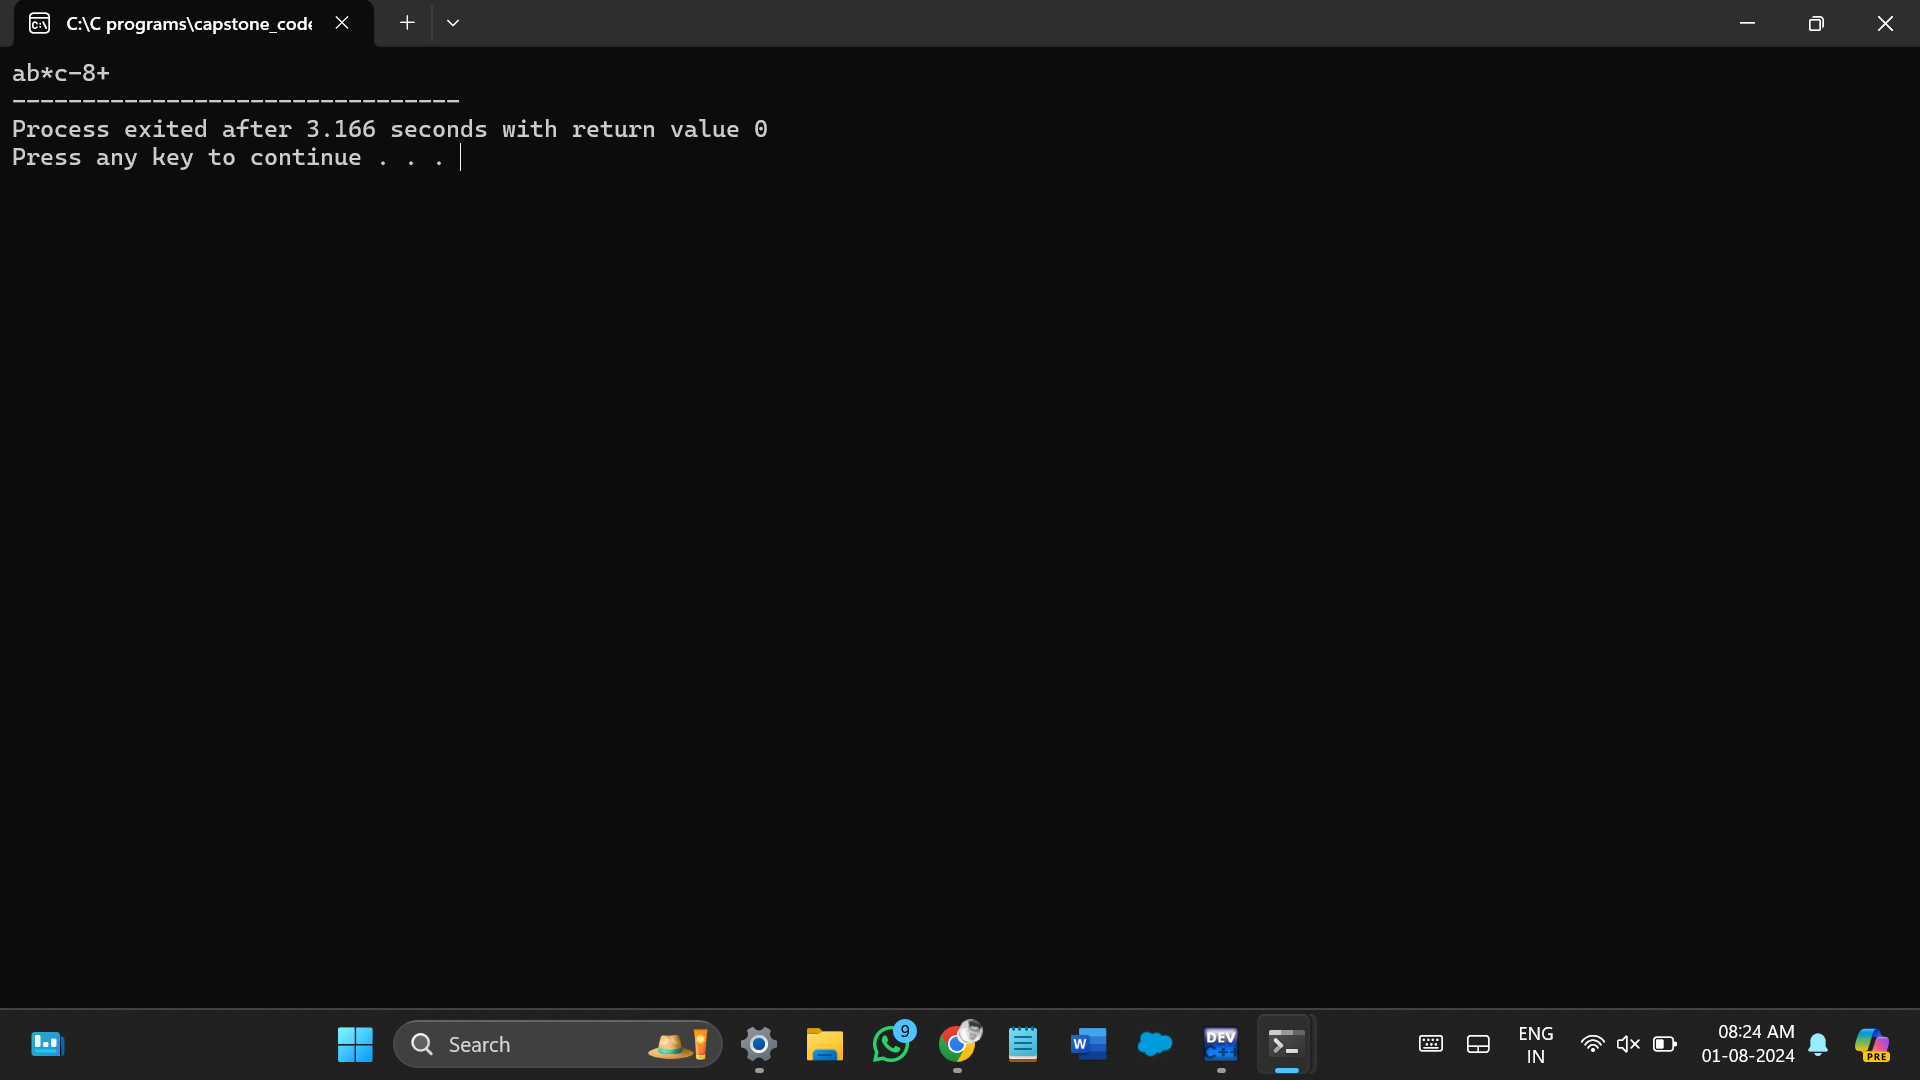 C:\C programs\capstone_code
ab*c-8+
--------------------------------
Process exited after 3.166 seconds with return value 0
Press any key to continue . . .
Search
9
W
DEV
C++
ENG
IN
08:24 AM
01-08-2024
PRE